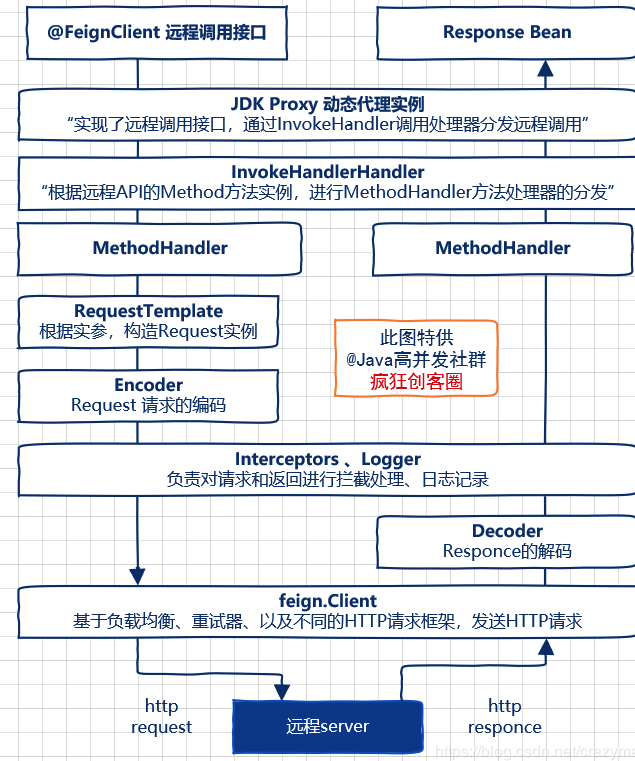 @FeignClient 远程调用接口
Response Bean
JDK Proxy 动态代理实例
“实现了远程调用接口，通过InvokeHandler调用处理器分发远程调用”
InvokeHandlerHandler
“根据远程API的Method方法实例，进行MethodHandler方法处理器的分发”
MethodHandler
MethodHandler
RequestTemplate
根据实参，构造Request实例
此图特供
@Java高并发社群
疯狂创客圈
Encoder
Request 请求的编码
Interceptors 、Logger
负责对请求和返回进行拦截处理、日志记录
Decoder
Responce的解码
feign.Client
基于负载均衡、重试器、以及不同的HTTP请求框架，发送HTTP请求
http
request
远程server
http
responce
https://blog.csdn.net/crazyma